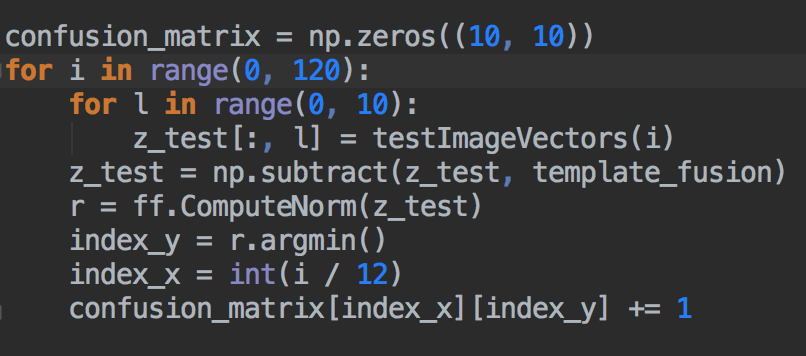 confusion_matrix = np.zeros((10, 10))
for i in range(0, 120):
    for l in range(0, 10):
        z_test[:, l] = testImageVectors(i)
    z_test = np.subtract(z_test, template_fusion)
    r = ff.ComputeNorm(z_test)
    index_y = r.argmin()
    index_x = int(i / 12)
    confusion_matrix[index_x][index_y] += 1